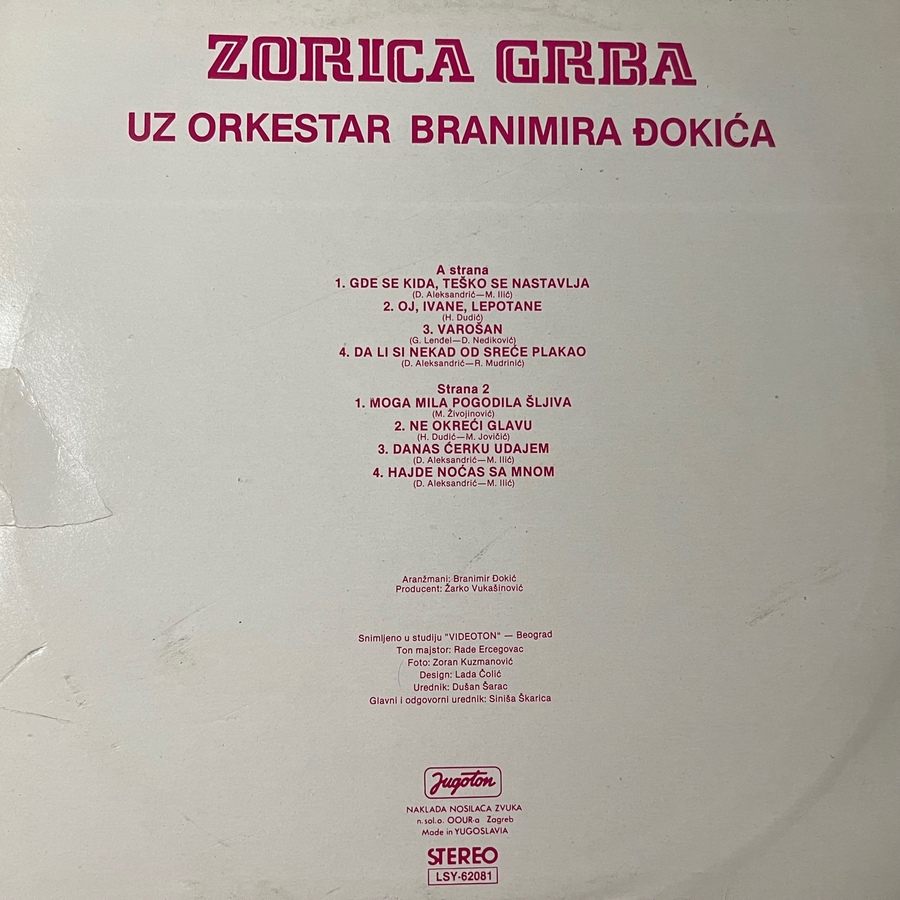 ZORICA GRBA
UZ ORKESTAR BRANIMIRA ĐOKIĆA
A strana
1. GDE SE KIDA, TEŠKO SE NASTAVLJA
(D. Aleksandrić—M. Ilić)
2. OJ, IVANE, LEPOTANE
(H. Dudić)
3. VAROŠAN
(G. Lenđel—D. Nediković)
4. DA LI SI NEKAD OD SREĆE PLAKAO
(D. Aleksandrić—R. Mudrinić)
Strana 2
1. MOGA MILA POGODILA ŠLJIVA
(M. Živojinović)
2. NE OKREĆI GLAVU
(H. Dudić—M. Jovičić)
3. DANAS ĆERKU UDAJEM
(D. Aleksandrić—M. Ilić)
4. HAJDE NOĆAS SA MNOM
(D. Aleksandrić—M. Ilić)
Aranžmani: Branimir Đokić
Producent: Žarko Vukašinović
Snimljeno u studiju "VIDEOTON" — Beograd
Ton majstor: Rade Ercegovac
Foto: Zoran Kuzmanović
Design: Lada Čolić
Urednik: Dušan Šarac
Glavni i odgovorni urednik: Siniša Škarica
Jugoton
NAKLADA NOSILACA ZVUKA
n. sol. o. OOUR-a Zagreb
Made in YUGOSLAVIA
STEREO
LSY-62081